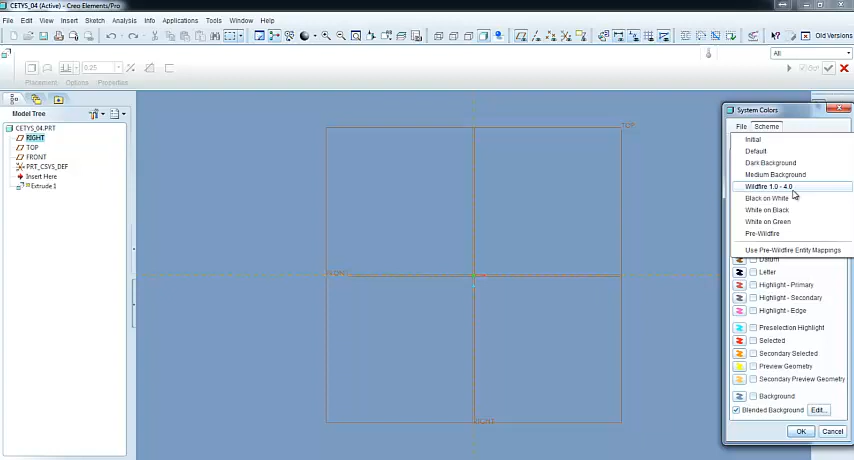 CETYS_04 (Active) - Creo Elements/Pro
File Edit View Insert Sketch Analysis Info Applications Tools Window Help
Old Versions
All
0.25
Placement Options Properties
Model Tree
CETYS_04.PRT
RIGHT
TOP
FRONT
PRT_CSYS_DEF
Insert Here
Extrude 1
TOP
FRONT
RIGHT
System Colors
File Scheme
Initial
Default
Dark Background
Medium Background
Wildfire 1.0 - 4.0
Black on White
White on Black
White on Green
Pre-Wildfire
Use Pre-Wildfire Entity Mappings
Datum
Letter
Highlight - Primary
Highlight - Secondary
Highlight - Edge
Preselection Highlight
Selected
Secondary Selected
Preview Geometry
Secondary Preview Geometry
Background
Blended Background Edit...
OK Cancel